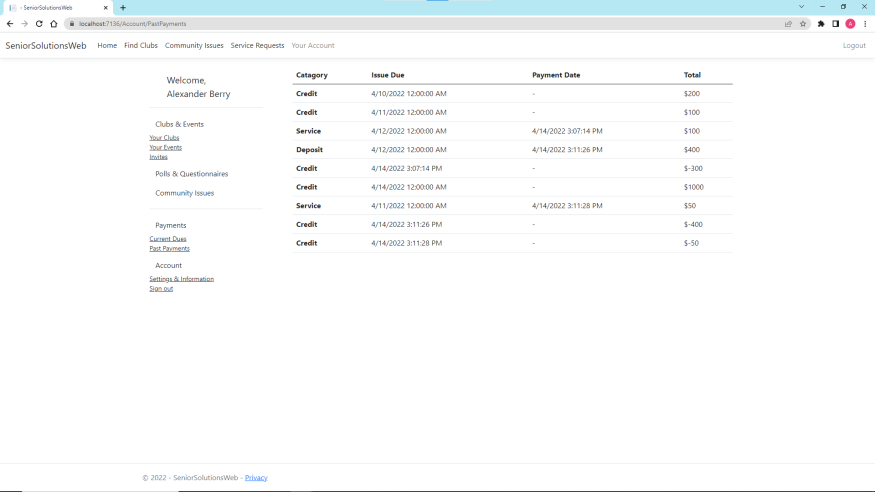 - SeniorSolutionsWeb
localhost:7136/Account/PastPayments
A
SeniorSolutionsWeb Home Find Clubs Community Issues Service Requests Your Account Logout
Welcome,
Alexander Berry
Clubs & Events
Your Clubs
Your Events
Invites
Polls & Questionnaires
Community Issues
Payments
Current Dues
Past Payments
Account
Settings & Information
Sign out
Catagory Issue Due Payment Date Total
Credit 4/10/2022 12:00:00 AM - $200
Credit 4/11/2022 12:00:00 AM - $100
Service 4/12/2022 12:00:00 AM 4/14/2022 3:07:14 PM $100
Deposit 4/12/2022 12:00:00 AM 4/14/2022 3:11:26 PM $400
Credit 4/14/2022 3:07:14 PM - $-300
Credit 4/14/2022 12:00:00 AM - $1000
Service 4/11/2022 12:00:00 AM 4/14/2022 3:11:28 PM $50
Credit 4/14/2022 3:11:26 PM - $-400
Credit 4/14/2022 3:11:28 PM - $-50
© 2022 - SeniorSolutionsWeb - Privacy